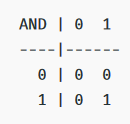 AND | 0 1
----|------
0 | 0 0
1 | 0 1